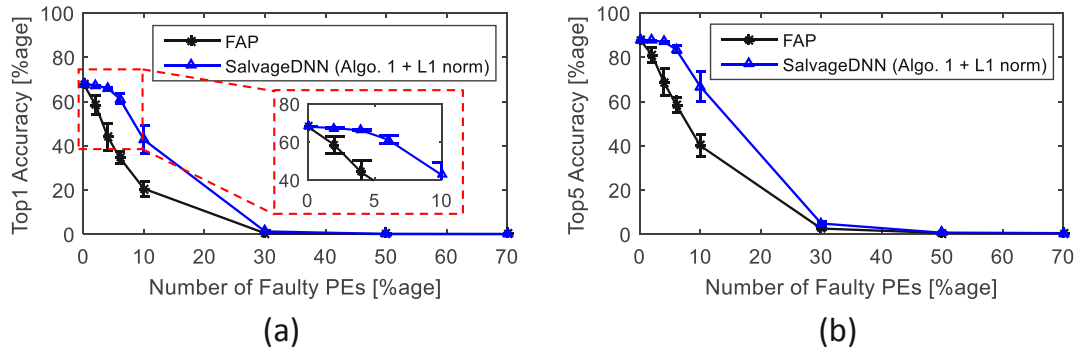 100
80
60
40
20
0
Top1 Accuracy [%age]
FAP
SalvageDNN (Algo. 1 + L1 norm)
80
60
40
0
5
10
0 10 20 30 40 50 60 70
Number of Faulty PEs [%age]
(a)
100
80
60
40
20
0
Top5 Accuracy [%age]
FAP
SalvageDNN (Algo. 1 + L1 norm)
0 10 20 30 40 50 60 70
Number of Faulty PEs [%age]
(b)